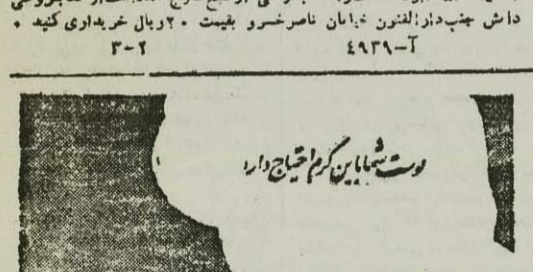 دانش جنب دارالفنون خیابان ناصرخسرو بقیمت ۲۰ ریال خریداری کنید ۰
آ-۴۹۳۹ ۳-۲
پوست شما باین کرم احتیاج دارد